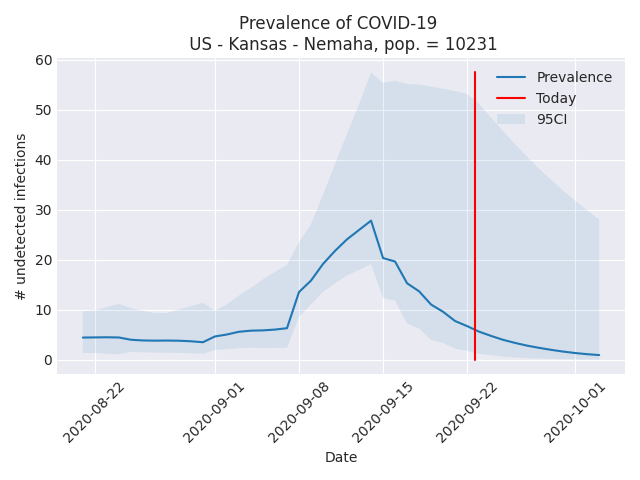 Prevalence of COVID-19
US - Kansas - Nemaha, pop. = 10231
# undetected infections
60
50
40
30
20
10
0
Prevalence
Today
95CI
2020-08-22
2020-09-01
2020-09-08
2020-09-15
2020-09-22
2020-10-01
Date